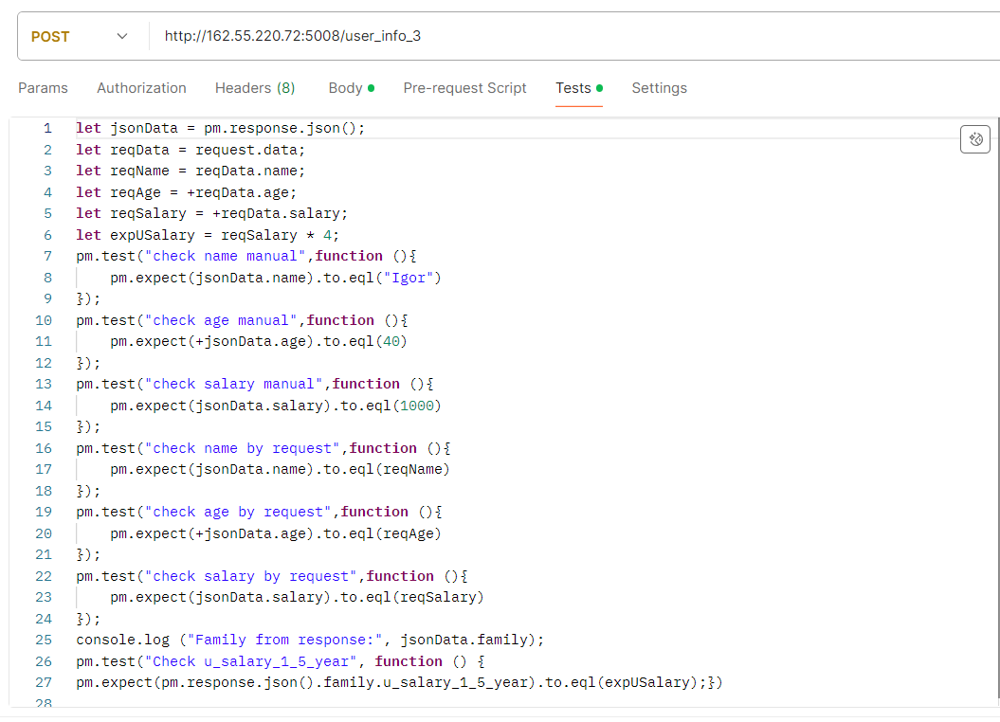 POST http://162.55.220.72:5008/user_info_3
Params Authorization Headers (8) Body Pre-request Script Tests Settings
1 let jsonData = pm.response.json();
2 let reqData = request.data;
3 let reqName = reqData.name;
4 let reqAge = +reqData.age;
5 let reqSalary = +reqData.salary;
6 let expUSalary = reqSalary * 4;
7 pm.test("check name manual",function (){
8 pm.expect(jsonData.name).to.eql("Igor")
9 });
10 pm.test("check age manual",function (){
11 pm.expect(+jsonData.age).to.eql(40)
12 });
13 pm.test("check salary manual",function (){
14 pm.expect(jsonData.salary).to.eql(1000)
15 });
16 pm.test("check name by request",function (){
17 pm.expect(jsonData.name).to.eql(reqName)
18 });
19 pm.test("check age by request",function (){
20 pm.expect(+jsonData.age).to.eql(reqAge)
21 });
22 pm.test("check salary by request",function (){
23 pm.expect(jsonData.salary).to.eql(reqSalary)
24 });
25 console.log ("Family from response:", jsonData.family);
26 pm.test("Check u_salary_1_5_year", function () {
27 pm.expect(pm.response.json().family.u_salary_1_5_year).to.eql(expUSalary);})
28